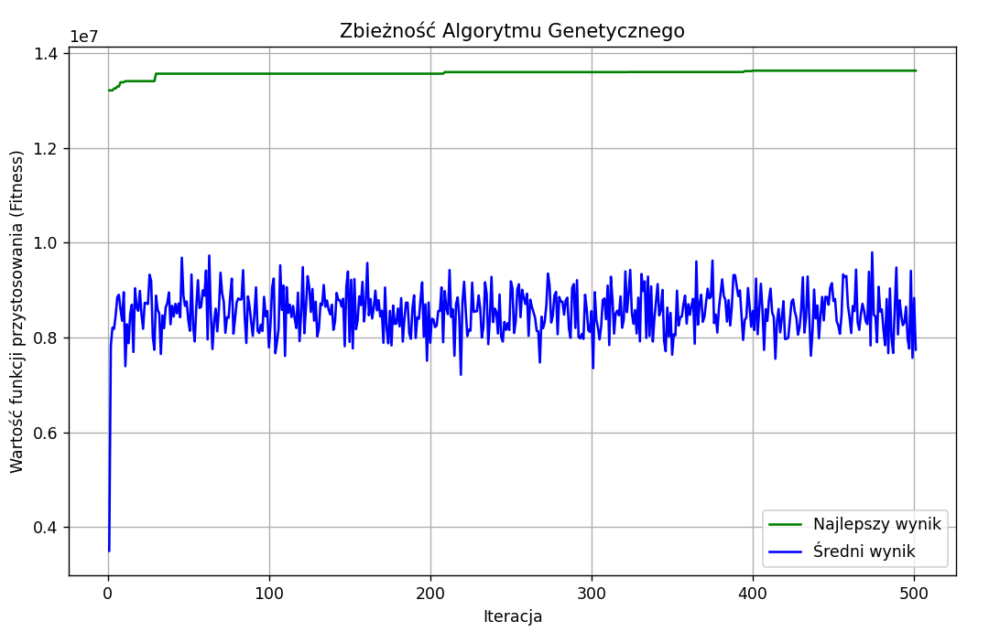 Zbieżność Algorytmu Genetycznego
1e7
1.4
1.2
1.0
0.8
0.6
0.4
Wartość funkcji przystosowania (Fitness)
Najlepszy wynik
Średni wynik
0 100 200 300 400 500
Iteracja